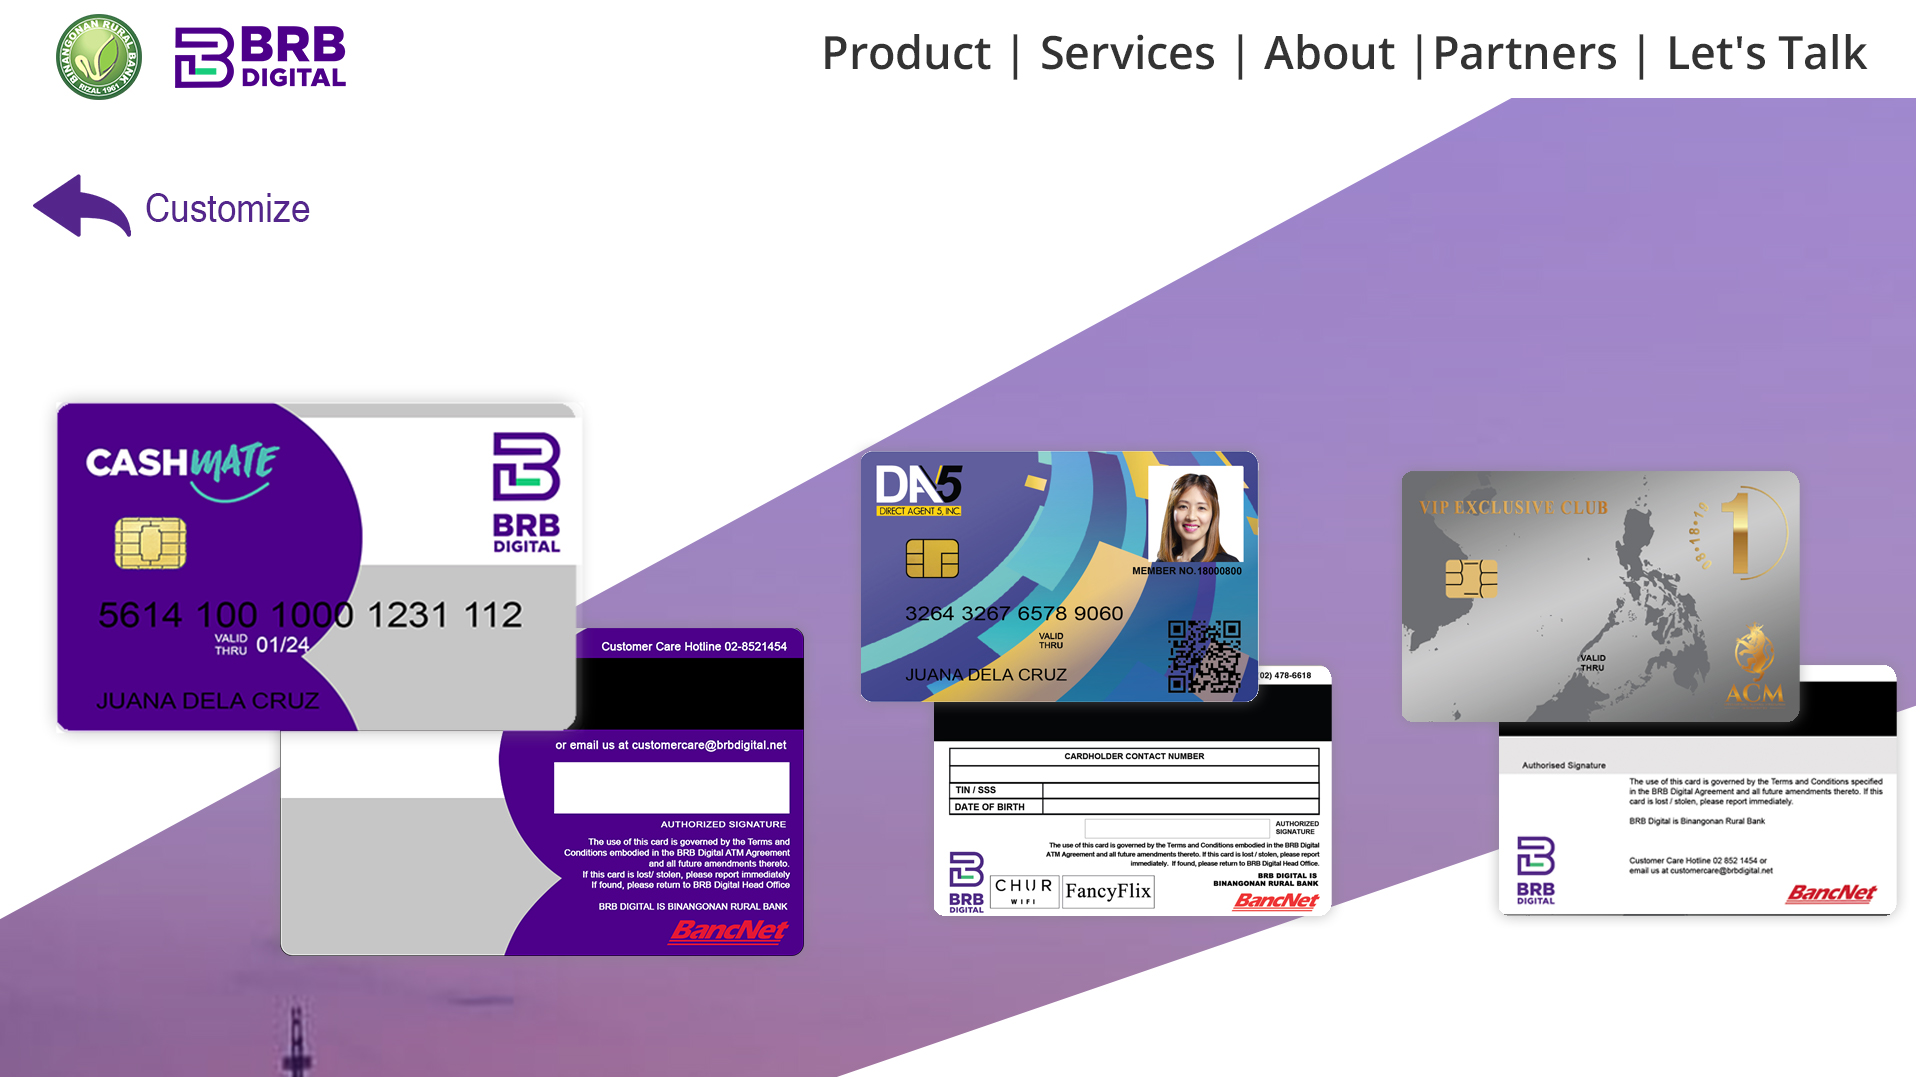 BINANGONAN RURAL BANK
RIZAL 1961
BRB
DIGITAL
Product | Services | About |Partners | Let's Talk
Customize
CASHMATE
BRB
DIGITAL
5614 100 1000 1231 112
VALID
THRU 01/24
JUANA DELA CRUZ
Customer Care Hotline 02-8521454
or email us at customercare@brbdigital.net
AUTHORIZED SIGNATURE
The use of this card is governed by the Terms and
Conditions embodied in the BRB Digital ATM Agreement
and all future amendments thereto.
If this card is lost/ stolen, please report immediately
If found, please return to BRB Digital Head Office
BRB DIGITAL IS BINANGONAN RURAL BANK
BancNet
DA5
DIRECT AGENT 5, INC.
MEMBER NO.18000800
3264 3267 6578 9060
VALID
THRU
JUANA DELA CRUZ
02) 478-6618
CARDHOLDER CONTACT NUMBER
TIN / SSS
DATE OF BIRTH
AUTHORIZED
SIGNATURE
The use of this card is governed by the Terms and Conditions embodied in the BRB Digital
ATM Agreement and all future amendments thereto. If this card is lost / stolen, please report
immediately. If found, please return to BRB Digital Head Office.
BRB DIGITAL IS
BINANGONAN RURAL BANK
BRB
DIGITAL
CHUR
WIFI
FancyFlix
BancNet
VIP EXCLUSIVE CLUB
08•18•18
1
VALID
THRU
ACM
Authorised Signature
The use of this card is governed by the Terms and Conditions specified
in the BRB Digital Agreement and all future amendments thereto. If this
card is lost / stolen, please report immediately.
BRB Digital is Binangonan Rural Bank
Customer Care Hotline 02 852 1454 or
email us at customercare@brbdigital.net
BRB
DIGITAL
BancNet